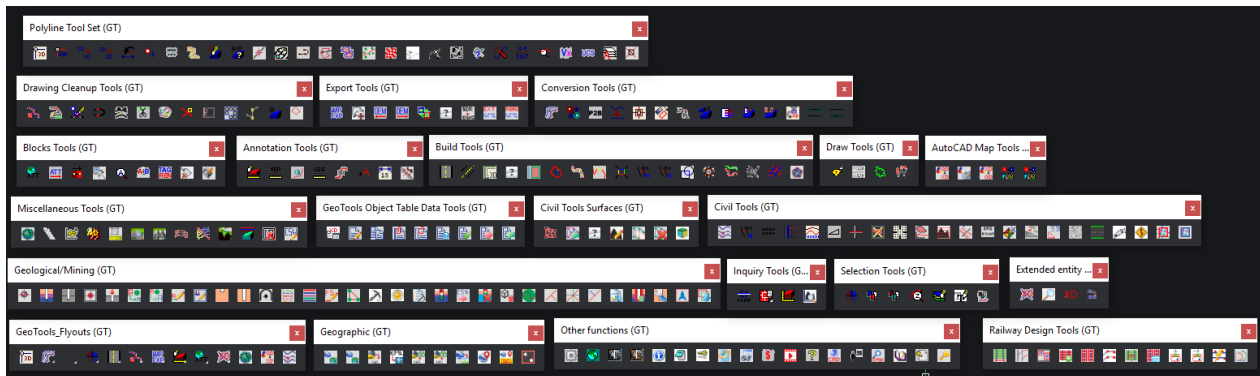 Polyline Tool Set (GT)
Drawing Cleanup Tools (GT) Export Tools (GT) Conversion Tools (GT)
Blocks Tools (GT) Annotation Tools (GT) Build Tools (GT) Draw Tools (GT) AutoCAD Map Tools ...
Miscellaneous Tools (GT) GeoTools Object Table Data Tools (GT) Civil Tools Surfaces (GT) Civil Tools (GT)
Geological/Mining (GT) Inquiry Tools (G... Selection Tools (GT) Extended entity ...
GeoTools_Flyouts (GT) Geographic (GT) Other functions (GT) Railway Design Tools (GT)